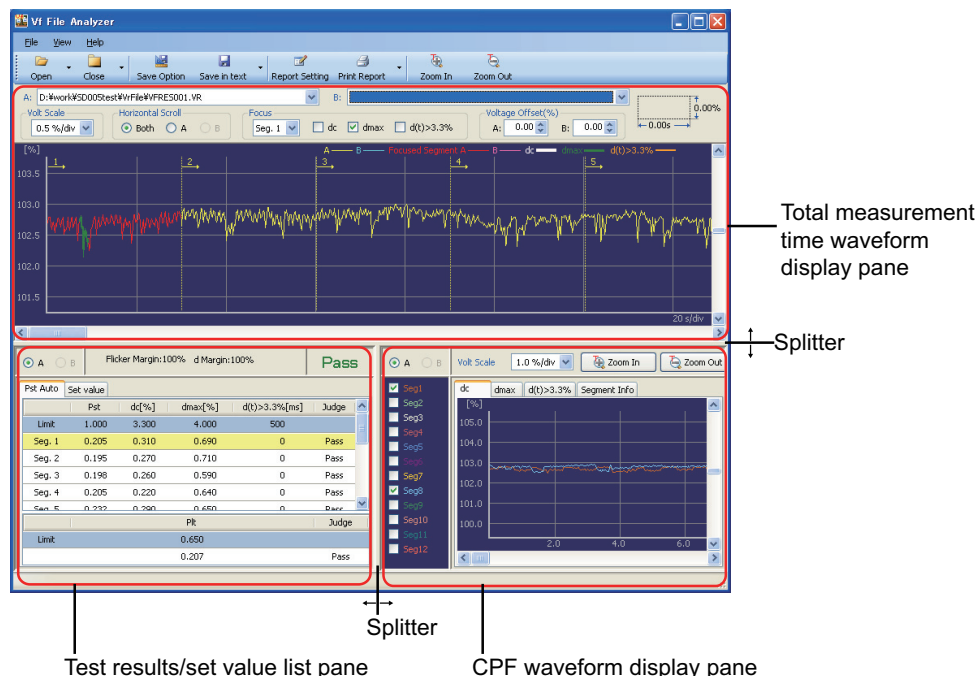 Vf File Analyzer
File View Help
Open Close Save Option Save in text Report Setting Print Report Zoom In Zoom Out
A: D:¥work¥SD005test¥VrFile¥VFRES001.VR B:
Volt Scale Horizontal Scroll Focus Voltage Offset(%)
0.5 %/div Both A B Seg. 1 dc dmax d(t)>3.3% A: 0.00 B: 0.00
0.00%
0.00s
[%] A B Focused Segment A B dc dmax d(t)>3.3%
1 2 3 4 5
103.5
103.0
102.5
102.0
101.5
20 s/div
Total measurement
time waveform
display pane
Splitter
A B Flicker Margin:100% d Margin:100% Pass
Pst Auto Set value
Pst dc[%] dmax[%] d(t)>3.3%[ms] Judge
Limit 1.000 3.300 4.000 500
Seg. 1 0.205 0.310 0.690 0 Pass
Seg. 2 0.195 0.270 0.710 0 Pass
Seg. 3 0.198 0.260 0.590 0 Pass
Seg. 4 0.205 0.220 0.640 0 Pass
Seg. 5 0.232 0.290 0.650 0 Pass
Plt Judge
Limit 0.650
0.207 Pass
A B Volt Scale 1.0 %/div Zoom In Zoom Out
Seg1
Seg2
Seg3
Seg4
Seg5
Seg6
Seg7
Seg8
Seg9
Seg10
Seg11
Seg12
dc dmax d(t)>3.3% Segment Info
[%]
105.0
104.0
103.0
102.0
101.0
100.0
2.0 4.0 6.0
Splitter
Test results/set value list pane
CPF waveform display pane